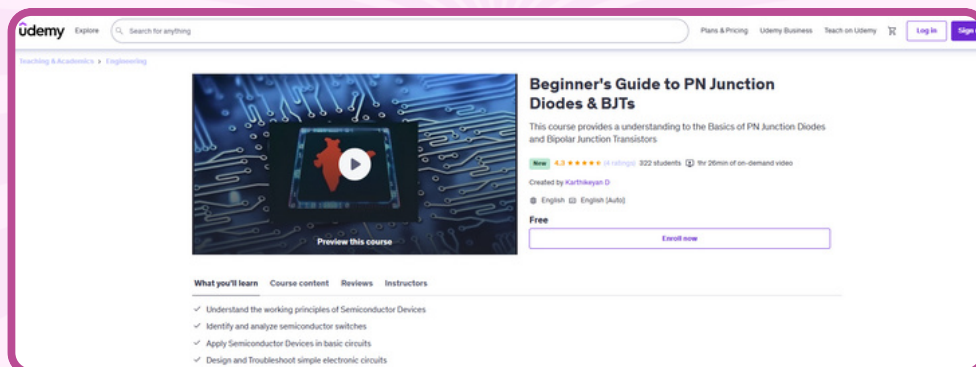 udemy Explore Search for anything Plans & Pricing Udemy Business Teach on Udemy Log in Sign
Teaching & Academics > Engineering
Beginner's Guide to PN Junction
Diodes & BJTs
This course provides a understanding to the Basics of PN Junction Diodes
and Bipolar Junction Transistors
New 4.3 (4 ratings) 322 students 1hr 26min of on-demand video
Created by Karthikeyan D
English English [Auto]
Free
Enroll now
Preview this course
What you'll learn Course content Reviews Instructors
Understand the working principles of Semiconductor Devices
Identify and analyze semiconductor switches
Apply Semiconductor Devices in basic circuits
Design and Troubleshoot simple electronic circuits